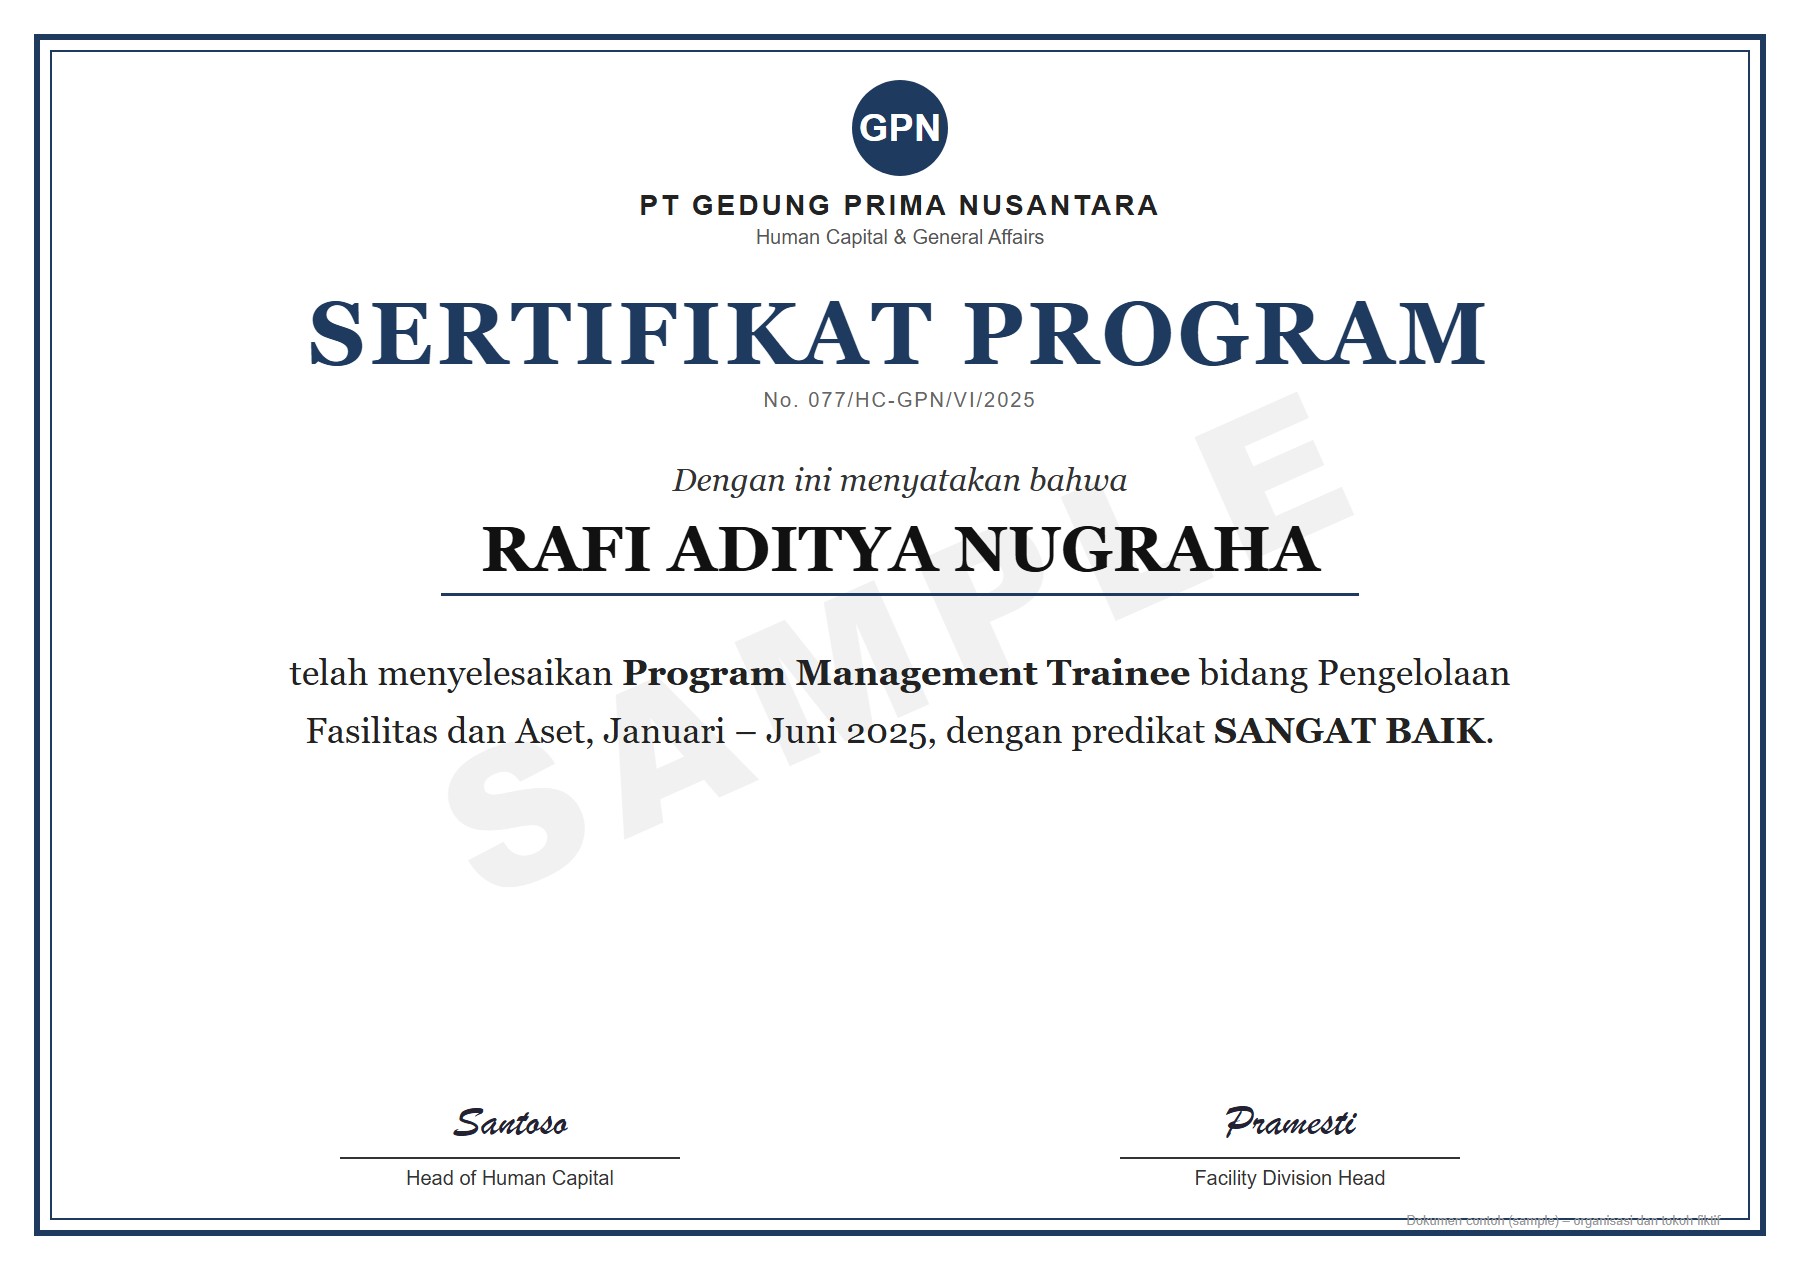 GPN
PT GEDUNG PRIMA NUSANTARA
Human Capital & General Affairs
SERTIFIKAT PROGRAM
No. 077/HC-GPN/VI/2025
Dengan ini menyatakan bahwa
RAFI ADITYA NUGRAHA
telah menyelesaikan Program Management Trainee bidang Pengelolaan
Fasilitas dan Aset, Januari – Juni 2025, dengan predikat SANGAT BAIK.
SAMPLE
Santoso
Head of Human Capital
Pramesti
Facility Division Head
Dokumen contoh (sample) – organisasi dan tokoh fiktif